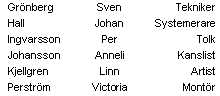 Grönberg Sven Tekniker
Hall Johan Systemerare
Ingvarsson Per Tolk
Johansson Anneli Kanslist
Kjellgren Linn Artist
Perström Victoria Montör